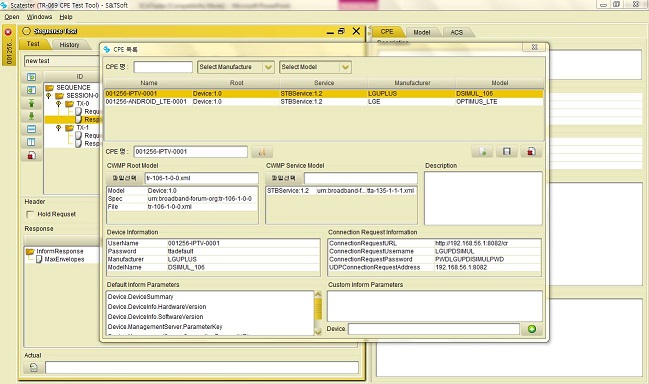 Scatester (TR-069 CPE Test Tool) - S&TSoft
Open Windows Help
001256...
Sequence Test
Test History
new test
ID
SEQUENCE
SESSION-0
TX-0
Requ
Resp
TX-1
Requ
Resp
Header
Hold Requset
Response
InformResponse
MaxEnvelopes
Actual
CPE Model ACS
Description
CPE 목록
CPE 명 : Select Manufacture Select Model
Name Root Service Manufacturer Model
001256-IPTV-0001 Device:1.0 STBService:1.2 LGUPLUS DSIMUL_106
001256-ANDROID_LTE-0001 Device:1.0 STBService:1.2 LGE OPTIMUS_LTE
CPE 명 : 001256-IPTV-0001
CWMP Root Model CWMP Service Model Description
파일선택 tr-106-1-0-0.xml 파일선택
Model Device:1.0 STBService:1.2 urn:broadband-f...tta-135-1-1-1.xml
Spec urn:broadband-forum-org:tr-106-1-0-0
File tr-106-1-0-0.xml
Device Information Connection Request Information
UserName 001256-IPTV-0001 ConnectionRequestURL http://192.168.56.1:8082/cr
Password ttadefault ConnectionRequestUsername LGUPDSIMUL
Manufacturer LGUPLUS ConnectionRequestPassword PWDLGUPDSIMULPWD
ModelName DSIMUL_106 UDPConnectionRequestAddress 192.168.56.1:8082
Default Inform Parameters Custom Inform Parameters
Device.DeviceSummary
Device.DeviceInfo.HardwareVersion
Device.DeviceInfo.SoftwareVersion
Device.ManagementServer.ParameterKey
Device.